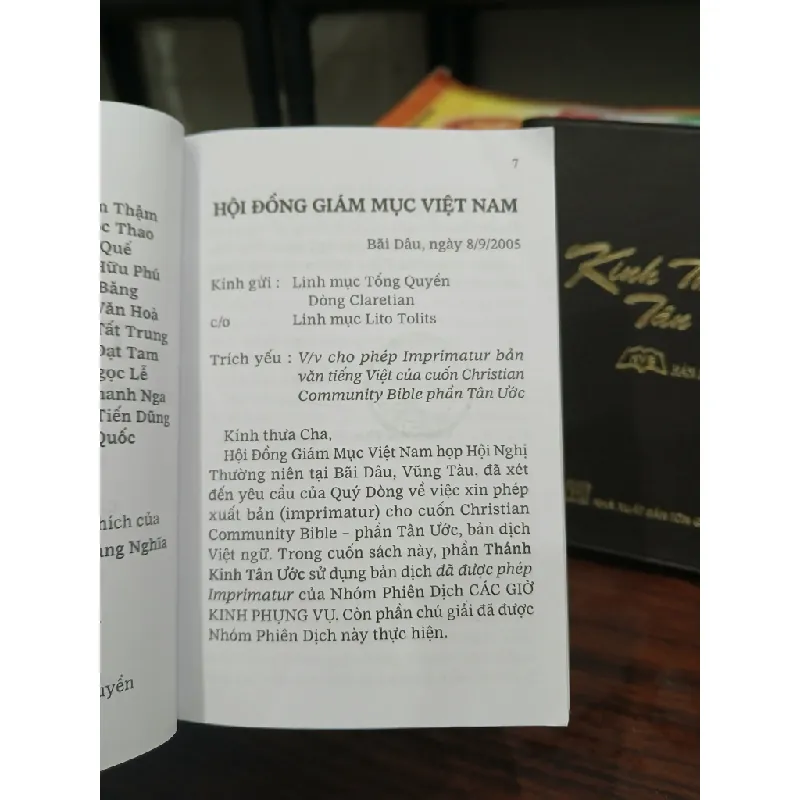 n Thậm
c Thao
Quế
Hữu Phú
Băng
Văn Hoà
Tất Trung
Đạt Tam
gọc Lễ
hanh Nga
Tiến Dũng
Quốc
hích của
ng Nghĩa
uyển
7
HỘI ĐỒNG GIÁM MỤC VIỆT NAM
Bãi Dâu, ngày 8/9/2005
Kính gửi : Linh mục Tổng Quyền
Dòng Claretian
c/o Linh mục Lito Tolits
Trích yếu : V/v cho phép Imprimatur bản
văn tiếng Việt của cuốn Christian
Community Bible phần Tân Ước
Kính thưa Cha,
Hội Đồng Giám Mục Việt Nam họp Hội Nghị
Thường niên tại Bãi Dâu, Vũng Tàu, đã xét
đến yêu cầu của Quý Dòng về việc xin phép
xuất bản (imprimatur) cho cuốn Christian
Community Bible – phần Tân Ước, bản dịch
Việt ngữ. Trong cuốn sách này, phần Thánh
Kinh Tân Ước sử dụng bản dịch đã được phép
Imprimatur của Nhóm Phiên Dịch CÁC GIỜ
KINH PHỤNG VỤ. Còn phần chú giải đã được
Nhóm Phiên Dịch này thực hiện.
Kinh T
Tân